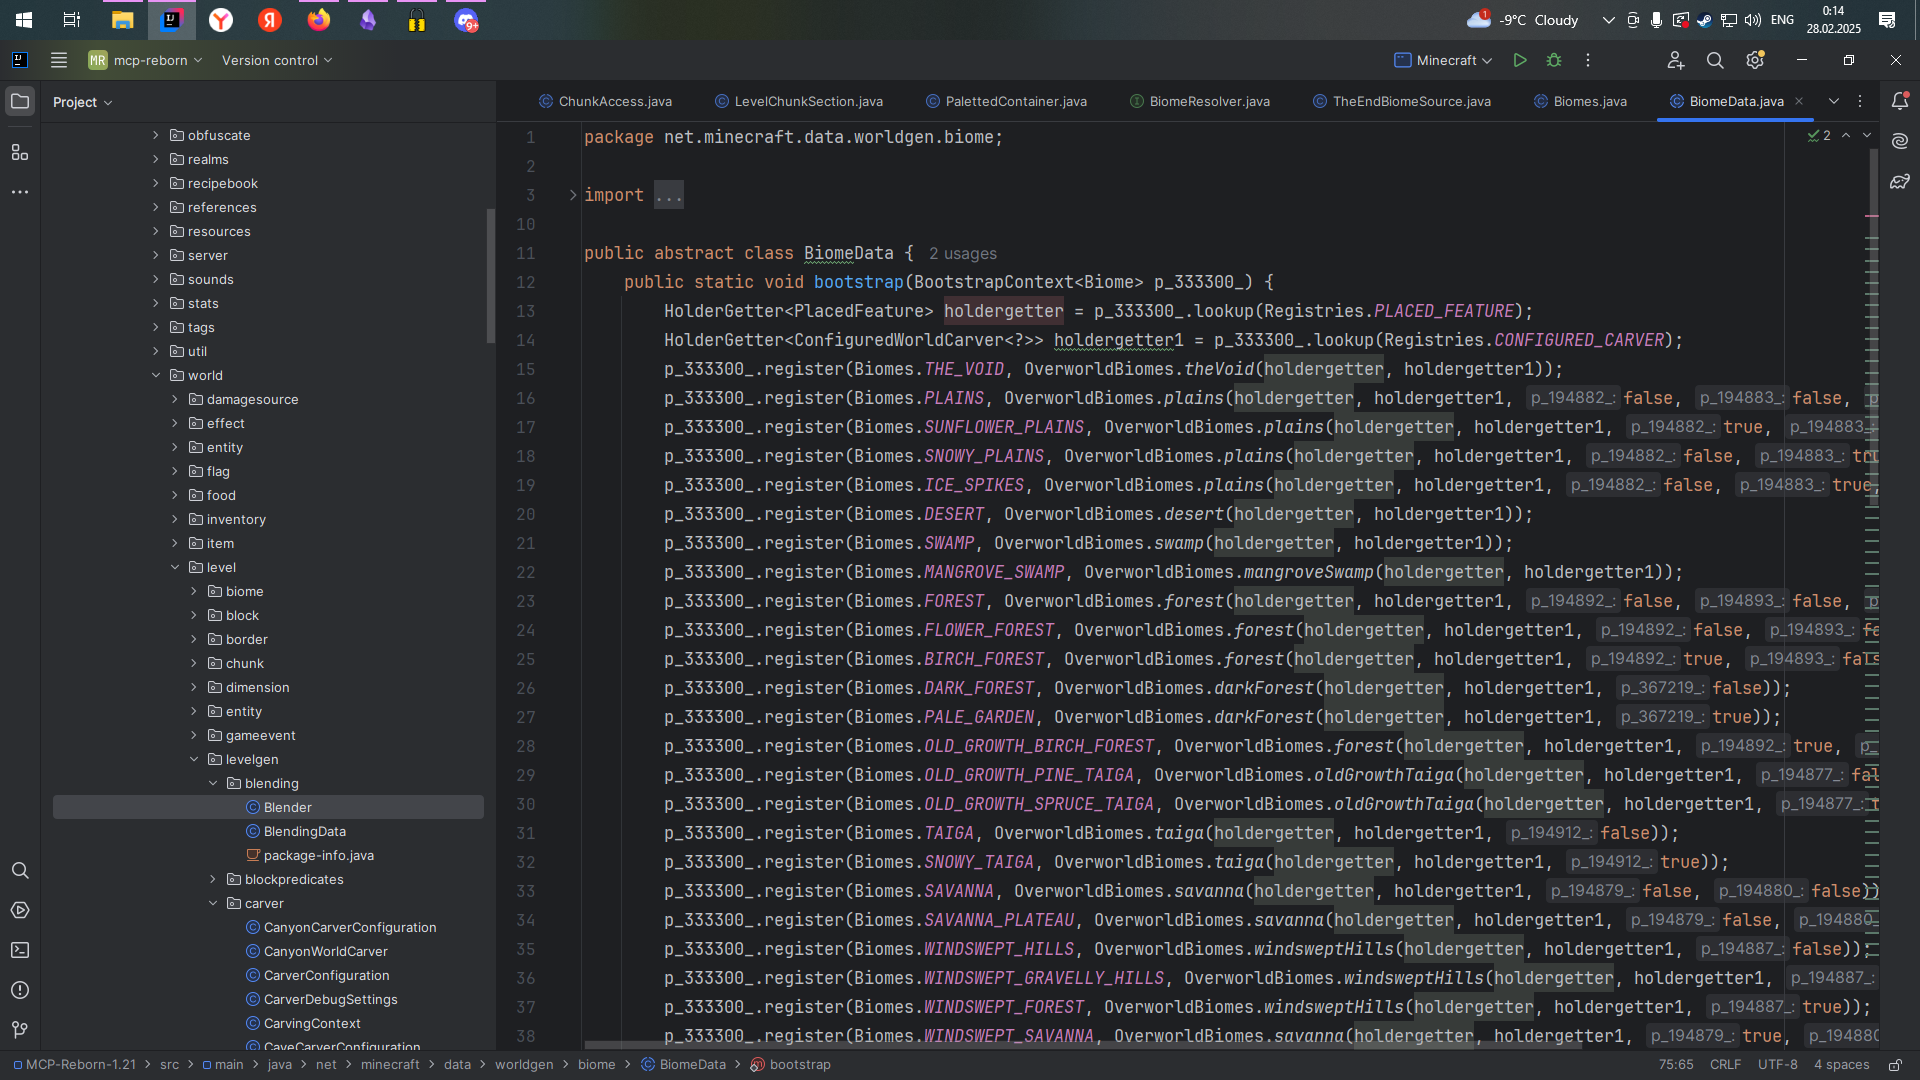 -9°C Cloudy
ENG
0:14
28.02.2025
1
9+
MR mcp-reborn
Version control
Minecraft
Project
ChunkAccess.java
LevelChunkSection.java
PalettedContainer.java
BiomeResolver.java
TheEndBiomeSource.java
Biomes.java
BiomeData.java
obfuscate
realms
recipebook
references
resources
server
sounds
stats
tags
util
world
damagesource
effect
entity
flag
food
inventory
item
level
biome
block
border
chunk
dimension
entity
gameevent
levelgen
blending
Blender
BlendingData
package-info.java
blockpredicates
carver
CanyonCarverConfiguration
CanyonWorldCarver
CarverConfiguration
CarverDebugSettings
CarvingContext
CaveCarverConfiguration
2
1 package net.minecraft.data.worldgen.biome;
2
3 import ...
10
11 public abstract class BiomeData { 2 usages
12 public static void bootstrap(BootstrapContext<Biome> p_333300_) {
13 HolderGetter<PlacedFeature> holdergetter = p_333300_.lookup(Registries.PLACED_FEATURE);
14 HolderGetter<ConfiguredWorldCarver<?>> holdergetter1 = p_333300_.lookup(Registries.CONFIGURED_CARVER);
15 p_333300_.register(Biomes.THE_VOID, OverworldBiomes.theVoid(holdergetter, holdergetter1));
16 p_333300_.register(Biomes.PLAINS, OverworldBiomes.plains(holdergetter, holdergetter1, p_194882_: false, p_194883_: false,
17 p_333300_.register(Biomes.SUNFLOWER_PLAINS, OverworldBiomes.plains(holdergetter, holdergetter1, p_194882_: true, p_194883_:
18 p_333300_.register(Biomes.SNOWY_PLAINS, OverworldBiomes.plains(holdergetter, holdergetter1, p_194882_: false, p_194883_: tru
19 p_333300_.register(Biomes.ICE_SPIKES, OverworldBiomes.plains(holdergetter, holdergetter1, p_194882_: false, p_194883_: true,
20 p_333300_.register(Biomes.DESERT, OverworldBiomes.desert(holdergetter, holdergetter1));
21 p_333300_.register(Biomes.SWAMP, OverworldBiomes.swamp(holdergetter, holdergetter1));
22 p_333300_.register(Biomes.MANGROVE_SWAMP, OverworldBiomes.mangroveSwamp(holdergetter, holdergetter1));
23 p_333300_.register(Biomes.FOREST, OverworldBiomes.forest(holdergetter, holdergetter1, p_194892_: false, p_194893_: false,
24 p_333300_.register(Biomes.FLOWER_FOREST, OverworldBiomes.forest(holdergetter, holdergetter1, p_194892_: false, p_194893_: fa
25 p_333300_.register(Biomes.BIRCH_FOREST, OverworldBiomes.forest(holdergetter, holdergetter1, p_194892_: true, p_194893_: fals
26 p_333300_.register(Biomes.DARK_FOREST, OverworldBiomes.darkForest(holdergetter, holdergetter1, p_367219_: false));
27 p_333300_.register(Biomes.PALE_GARDEN, OverworldBiomes.darkForest(holdergetter, holdergetter1, p_367219_: true));
28 p_333300_.register(Biomes.OLD_GROWTH_BIRCH_FOREST, OverworldBiomes.forest(holdergetter, holdergetter1, p_194892_: true, p_
29 p_333300_.register(Biomes.OLD_GROWTH_PINE_TAIGA, OverworldBiomes.oldGrowthTaiga(holdergetter, holdergetter1, p_194877_: fal
30 p_333300_.register(Biomes.OLD_GROWTH_SPRUCE_TAIGA, OverworldBiomes.oldGrowthTaiga(holdergetter, holdergetter1, p_194877_: t
31 p_333300_.register(Biomes.TAIGA, OverworldBiomes.taiga(holdergetter, holdergetter1, p_194912_: false));
32 p_333300_.register(Biomes.SNOWY_TAIGA, OverworldBiomes.taiga(holdergetter, holdergetter1, p_194912_: true));
33 p_333300_.register(Biomes.SAVANNA, OverworldBiomes.savanna(holdergetter, holdergetter1, p_194879_: false, p_194880_: false))
34 p_333300_.register(Biomes.SAVANNA_PLATEAU, OverworldBiomes.savanna(holdergetter, holdergetter1, p_194879_: false, p_194880_
35 p_333300_.register(Biomes.WINDSWEPT_HILLS, OverworldBiomes.windsweptHills(holdergetter, holdergetter1, p_194887_: false));
36 p_333300_.register(Biomes.WINDSWEPT_GRAVELLY_HILLS, OverworldBiomes.windsweptHills(holdergetter, holdergetter1, p_194887_:
37 p_333300_.register(Biomes.WINDSWEPT_FOREST, OverworldBiomes.windsweptHills(holdergetter, holdergetter1, p_194887_: true));
38 p_333300_.register(Biomes.WINDSWEPT_SAVANNA, OverworldBiomes.savanna(holdergetter, holdergetter1, p_194879_: true, p_194880
MCP-Reborn-1.21 > src > main > java > net > minecraft > data > worldgen > biome > BiomeData > bootstrap
75:65 CRLF UTF-8 4 spaces